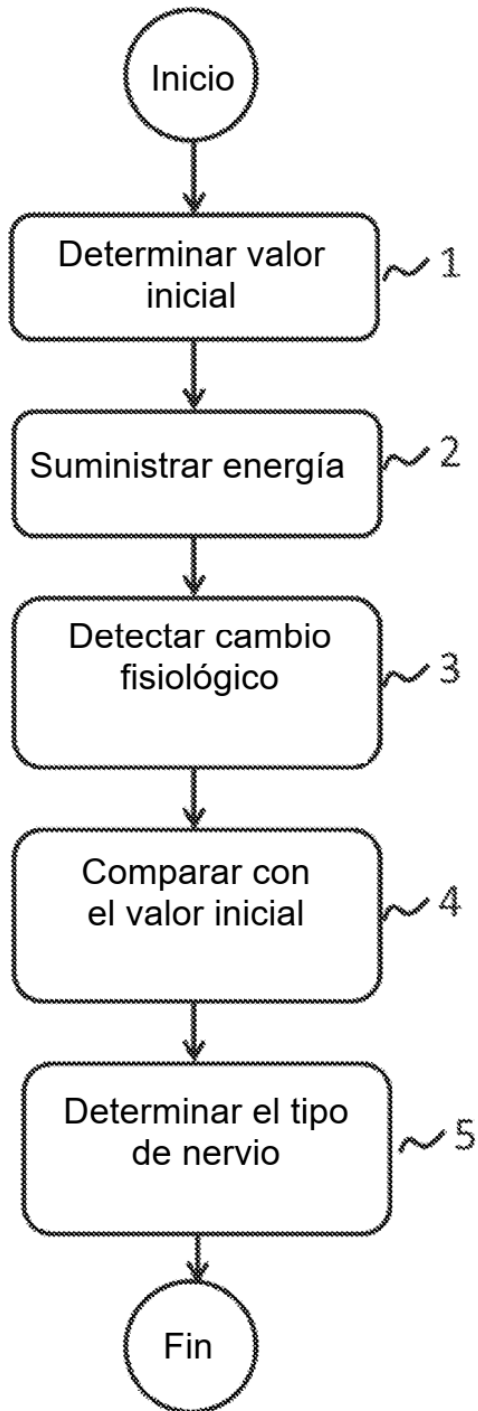 Inicio
Determinar valor
inicial
1
Suministrar energía
2
Detectar cambio
fisiológico
3
Comparar con
el valor inicial
4
Determinar el tipo
de nervio
5
Fin